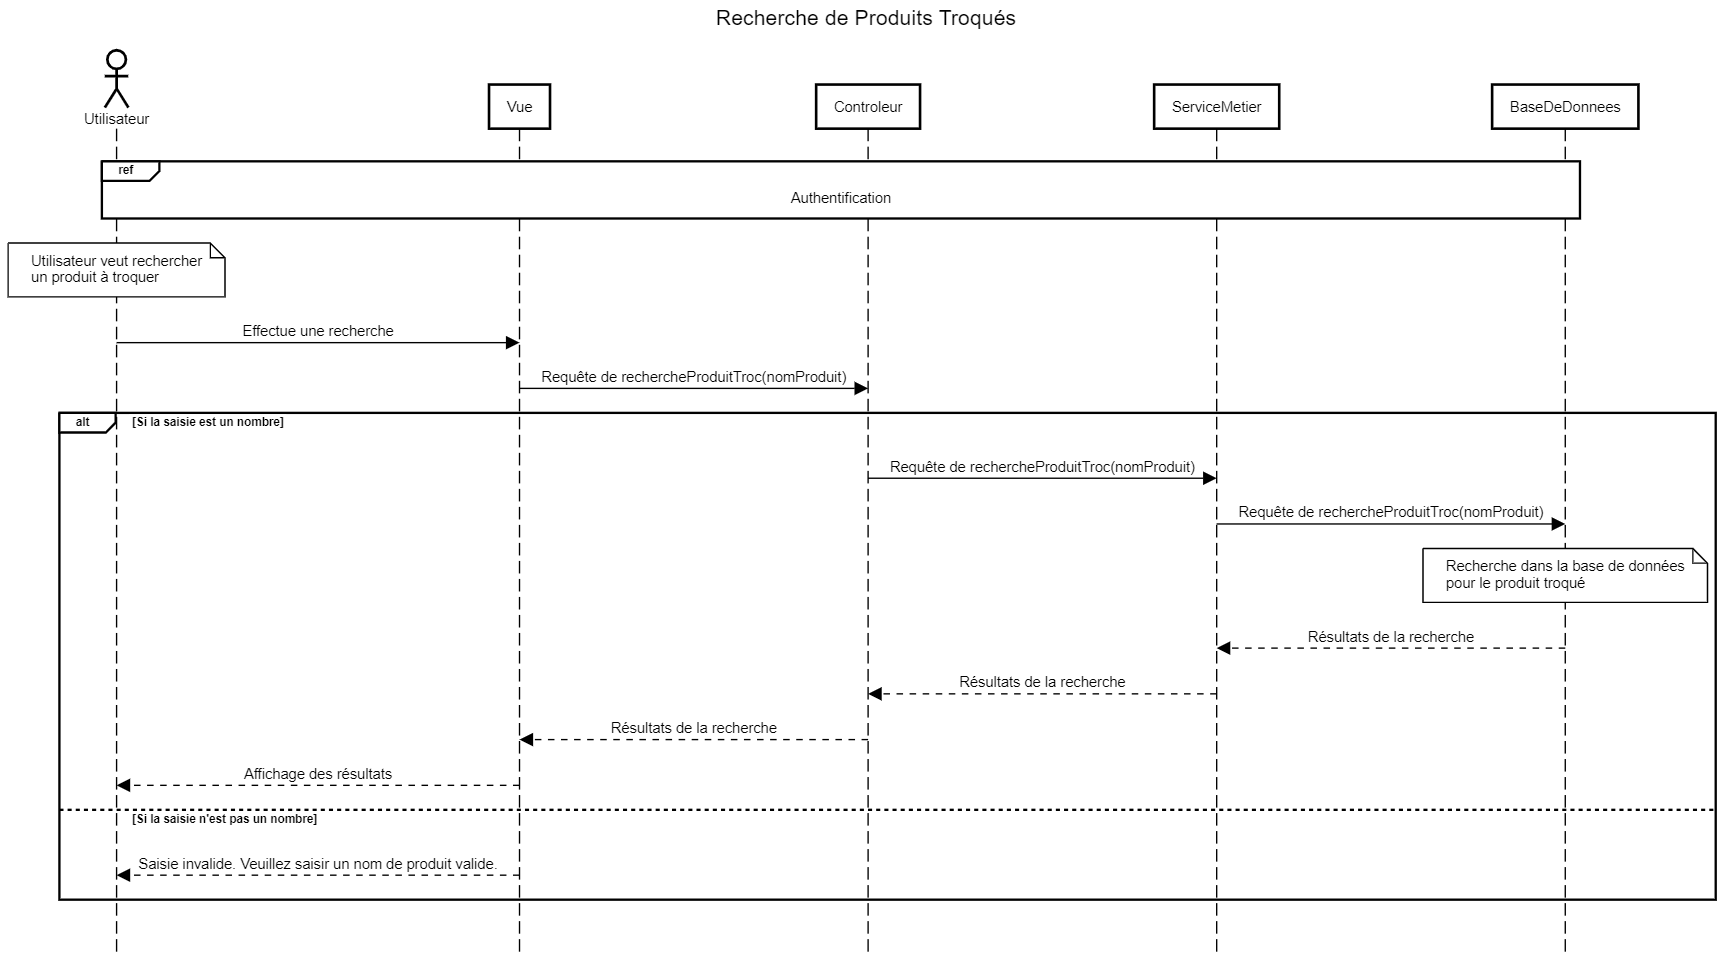 Recherche de Produits Troqués
Utilisateur
Vue
Controleur
ServiceMetier
BaseDeDonnees
ref
Authentification
Utilisateur veut rechercher
un produit à troquer
Effectue une recherche
Requête de rechercheProduitTroc(nomProduit)
alt
[Si la saisie est un nombre]
Requête de rechercheProduitTroc(nomProduit)
Requête de rechercheProduitTroc(nomProduit)
Recherche dans la base de données
pour le produit troqué
Résultats de la recherche
Résultats de la recherche
Résultats de la recherche
Affichage des résultats
[Si la saisie n'est pas un nombre]
Saisie invalide. Veuillez saisir un nom de produit valide.